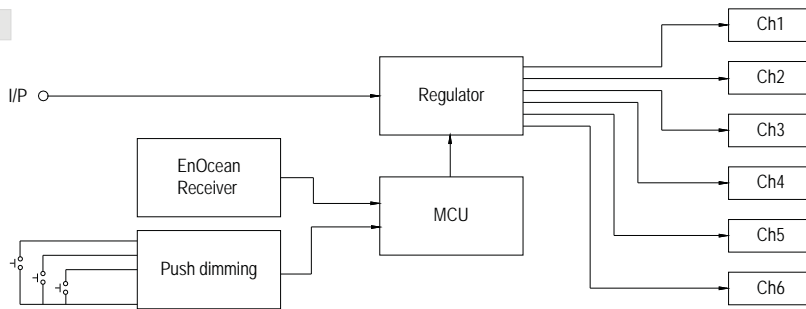 Ch1
Regulator
Ch2
I/P
Ch3
EnOcean
Receiver
Ch4
MCU
Ch5
Push dimming
Ch6